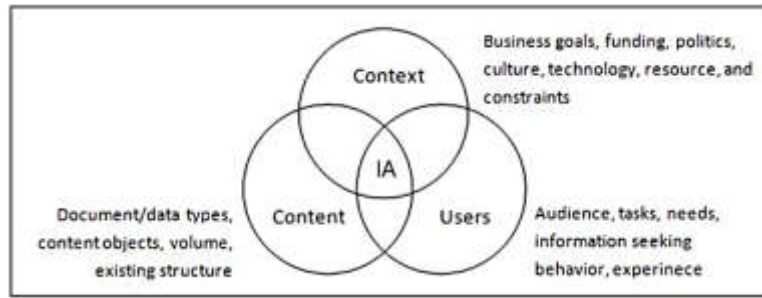 Context
Business goals, funding, politics,
culture, technology, resource, and
constraints
IA
Content
Users
Document/data types,
content objects, volume,
existing structure
Audience, tasks, needs,
information seeking
behavior, experinece